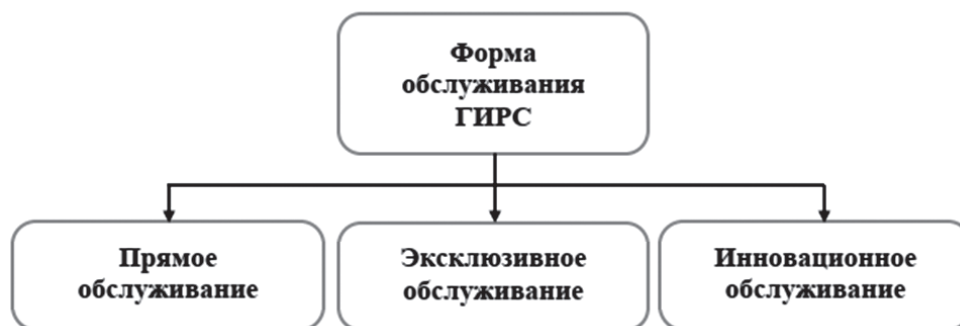 Форма
обслуживания
ГИРС
Прямое
обслуживание
Эксклюзивное
обслуживание
Инновационное
обслуживание